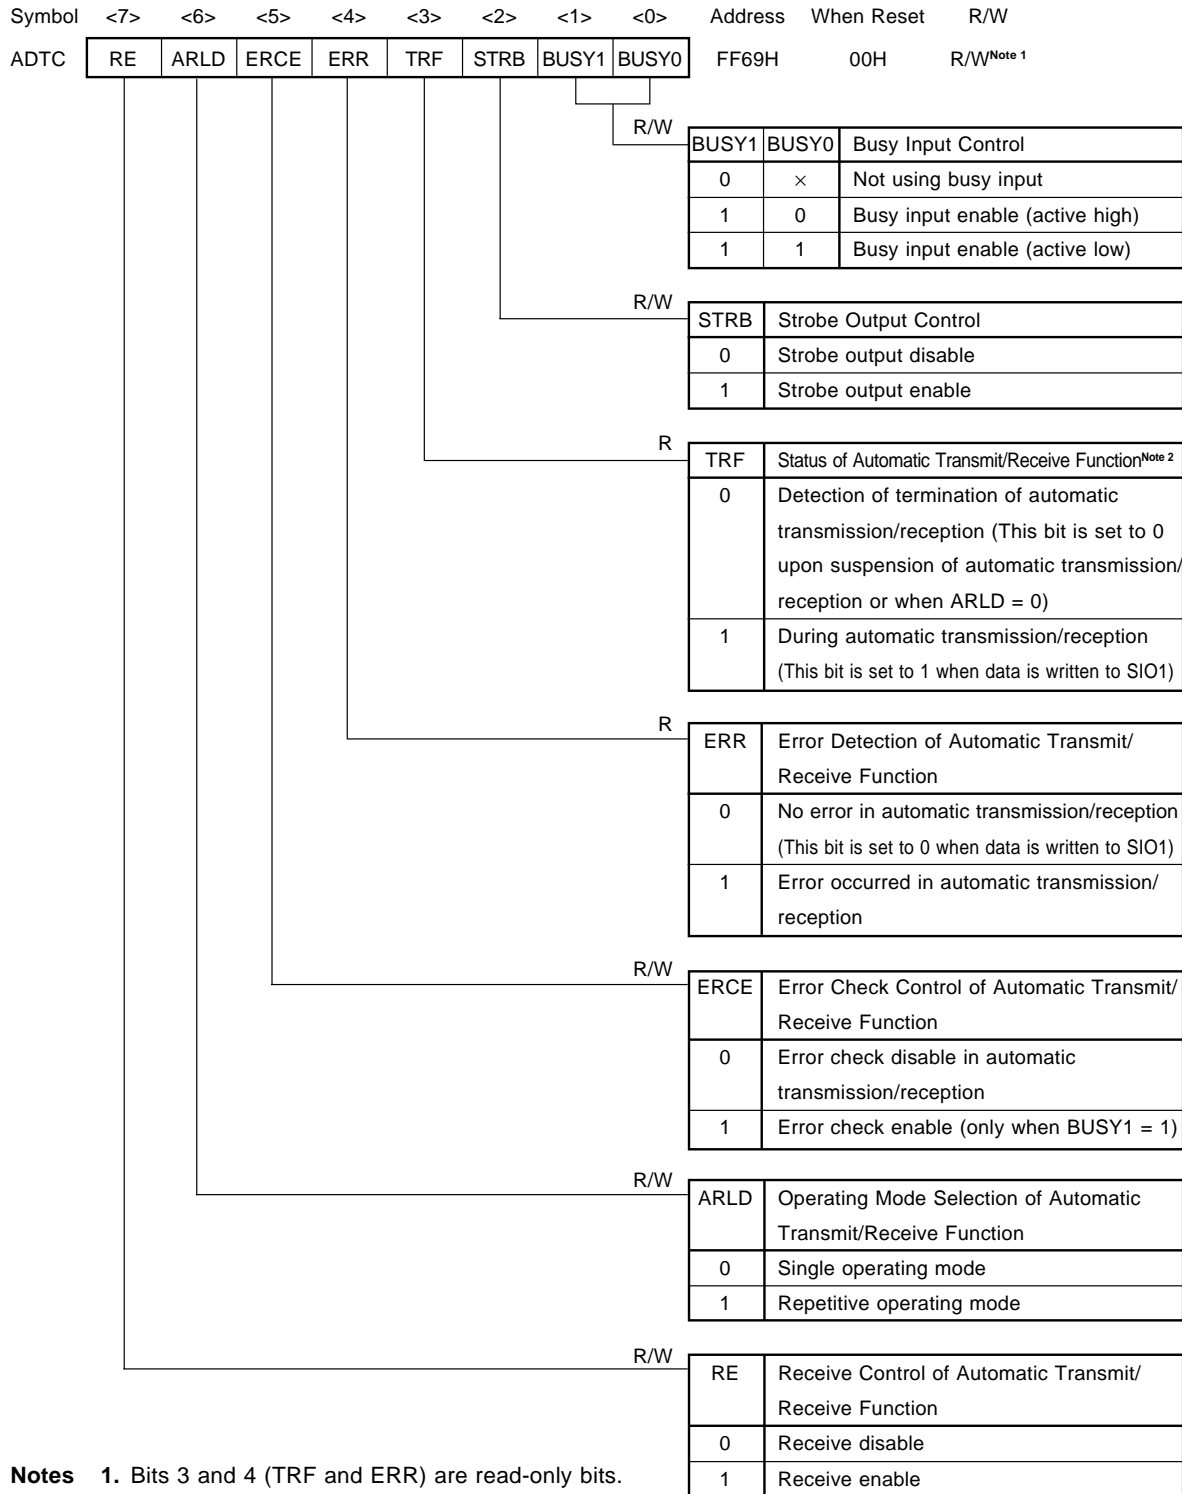 Symbol <7> <6> <5> <4> <3> <2> <1> <0> Address When Reset R/W
ADTC RE ARLD ERCE ERR TRF STRB BUSY1 BUSY0 FF69H 00H R/WNote 1
R/W
BUSY1 BUSY0 Busy Input Control
0 × Not using busy input
1 0 Busy input enable (active high)
1 1 Busy input enable (active low)
R/W
STRB Strobe Output Control
0 Strobe output disable
1 Strobe output enable
R
TRF Status of Automatic Transmit/Receive FunctionNote 2
0 Detection of termination of automatic
transmission/reception (This bit is set to 0
upon suspension of automatic transmission/
reception or when ARLD = 0)
1 During automatic transmission/reception
(This bit is set to 1 when data is written to SIO1)
R
ERR Error Detection of Automatic Transmit/
Receive Function
0 No error in automatic transmission/reception
(This bit is set to 0 when data is written to SIO1)
1 Error occurred in automatic transmission/
reception
R/W
ERCE Error Check Control of Automatic Transmit/
Receive Function
0 Error check disable in automatic
transmission/reception
1 Error check enable (only when BUSY1 = 1)
R/W
ARLD Operating Mode Selection of Automatic
Transmit/Receive Function
0 Single operating mode
1 Repetitive operating mode
R/W
RE Receive Control of Automatic Transmit/
Receive Function
0 Receive disable
1 Receive enable
Notes 1. Bits 3 and 4 (TRF and ERR) are read-only bits.